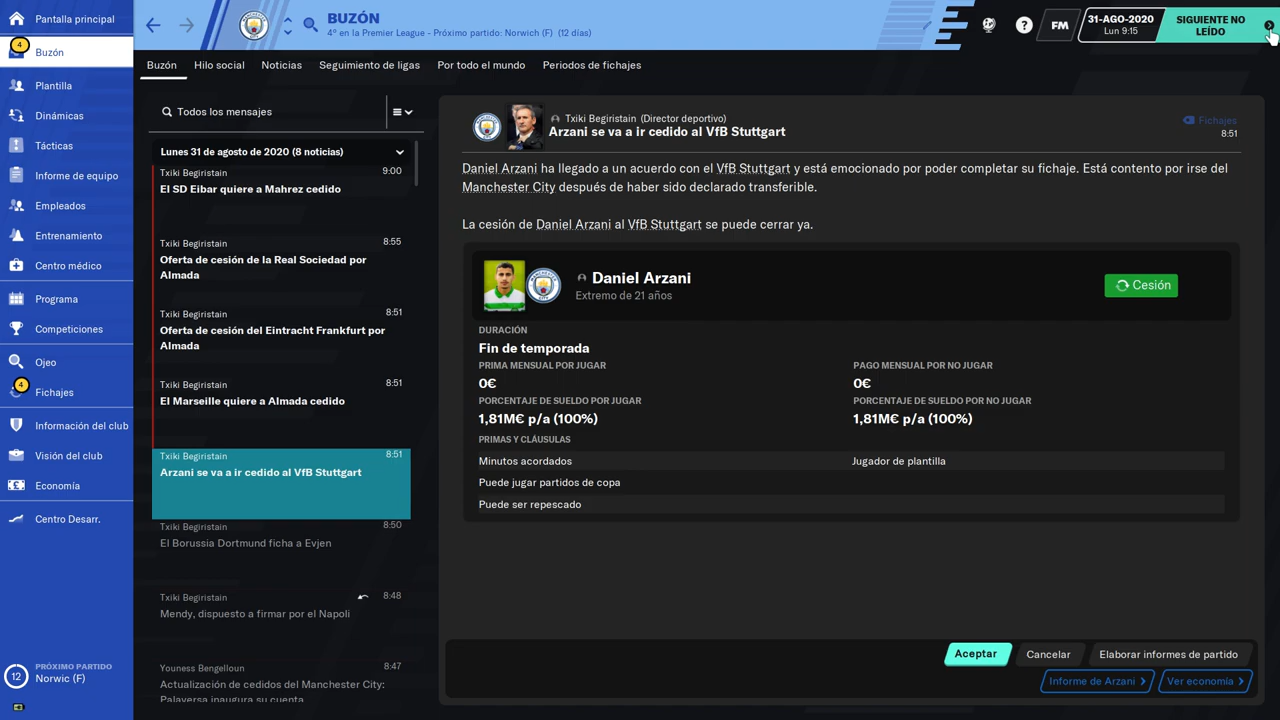 Pantalla principal
4
Buzón
Plantilla
Dinámicas
Tácticas
Informe de equipo
Empleados
Entrenamiento
Centro médico
Programa
Competiciones
Ojeo
4
Fichajes
Información del club
Visión del club
Economía
Centro Desarr.
12
PRÓXIMO PARTIDO
Norwic (F)
BUZÓN
4º en la Premier League - Próximo partido: Norwich (F) (12 días)
?
FM
31-AGO-2020
Lun 9:15
SIGUIENTE NO
LEÍDO
Buzón
Hilo social
Noticias
Seguimiento de ligas
Por todo el mundo
Periodos de fichajes
Todos los mensajes
Lunes 31 de agosto de 2020 (8 noticias)
Txiki Begiristain 9:00
El SD Eibar quiere a Mahrez cedido
Txiki Begiristain 8:55
Oferta de cesión de la Real Sociedad por
Almada
Txiki Begiristain 8:51
Oferta de cesión del Eintracht Frankfurt por
Almada
Txiki Begiristain 8:51
El Marseille quiere a Almada cedido
Txiki Begiristain 8:51
Arzani se va a ir cedido al VfB Stuttgart
Txiki Begiristain 8:50
El Borussia Dortmund ficha a Evjen
Txiki Begiristain 8:48
Mendy, dispuesto a firmar por el Napoli
Youness Bengelloun 8:47
Actualización de cedidos del Manchester City:
Palaversa inaugura su cuenta
Txiki Begiristain (Director deportivo)
Arzani se va a ir cedido al VfB Stuttgart
Fichajes
8:51
Daniel Arzani ha llegado a un acuerdo con el VfB Stuttgart y está emocionado por poder completar su fichaje. Está contento por irse del
Manchester City después de haber sido declarado transferible.
La cesión de Daniel Arzani al VfB Stuttgart se puede cerrar ya.
Daniel Arzani
Extremo de 21 años
Cesión
DURACIÓN
Fin de temporada
PRIMA MENSUAL POR JUGAR
PAGO MENSUAL POR NO JUGAR
0€
0€
PORCENTAJE DE SUELDO POR JUGAR
PORCENTAJE DE SUELDO POR NO JUGAR
1,81M€ p/a (100%)
1,81M€ p/a (100%)
PRIMAS Y CLÁUSULAS
Minutos acordados
Jugador de plantilla
Puede jugar partidos de copa
Puede ser repescado
Aceptar
Cancelar
Elaborar informes de partido
Informe de Arzani
Ver economía